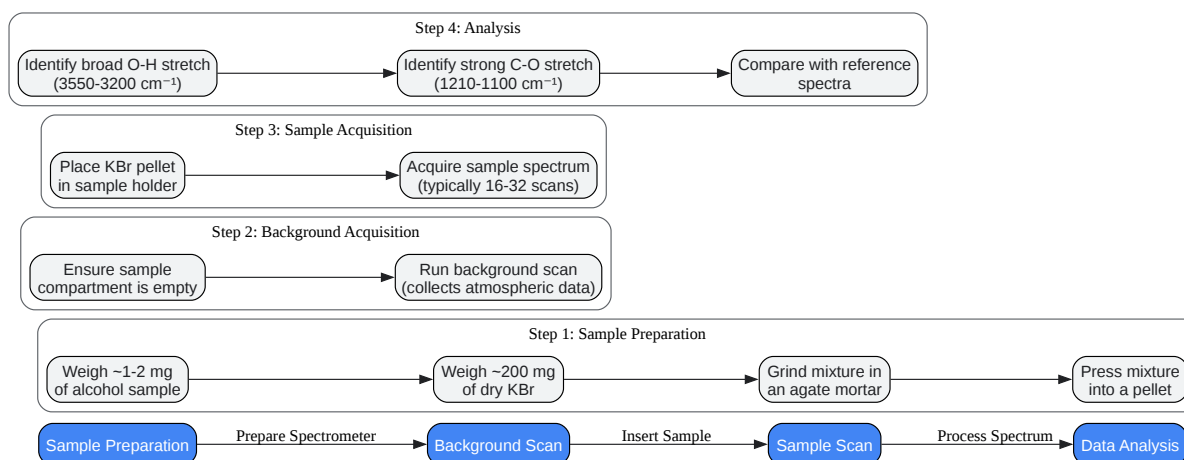 Step 4: Analysis
Identify broad O-H stretch
(3550-3200 cm⁻¹)
Identify strong C-O stretch
(1210-1100 cm⁻¹)
Compare with reference
spectra
Step 3: Sample Acquisition
Place KBr pellet
in sample holder
Acquire sample spectrum
(typically 16-32 scans)
Step 2: Background Acquisition
Ensure sample
compartment is empty
Run background scan
(collects atmospheric data)
Step 1: Sample Preparation
Weigh ~1-2 mg
of alcohol sample
Weigh ~200 mg
of dry KBr
Grind mixture in
an agate mortar
Press mixture
into a pellet
Sample Preparation
Prepare Spectrometer
Background Scan
Insert Sample
Sample Scan
Process Spectrum
Data Analysis